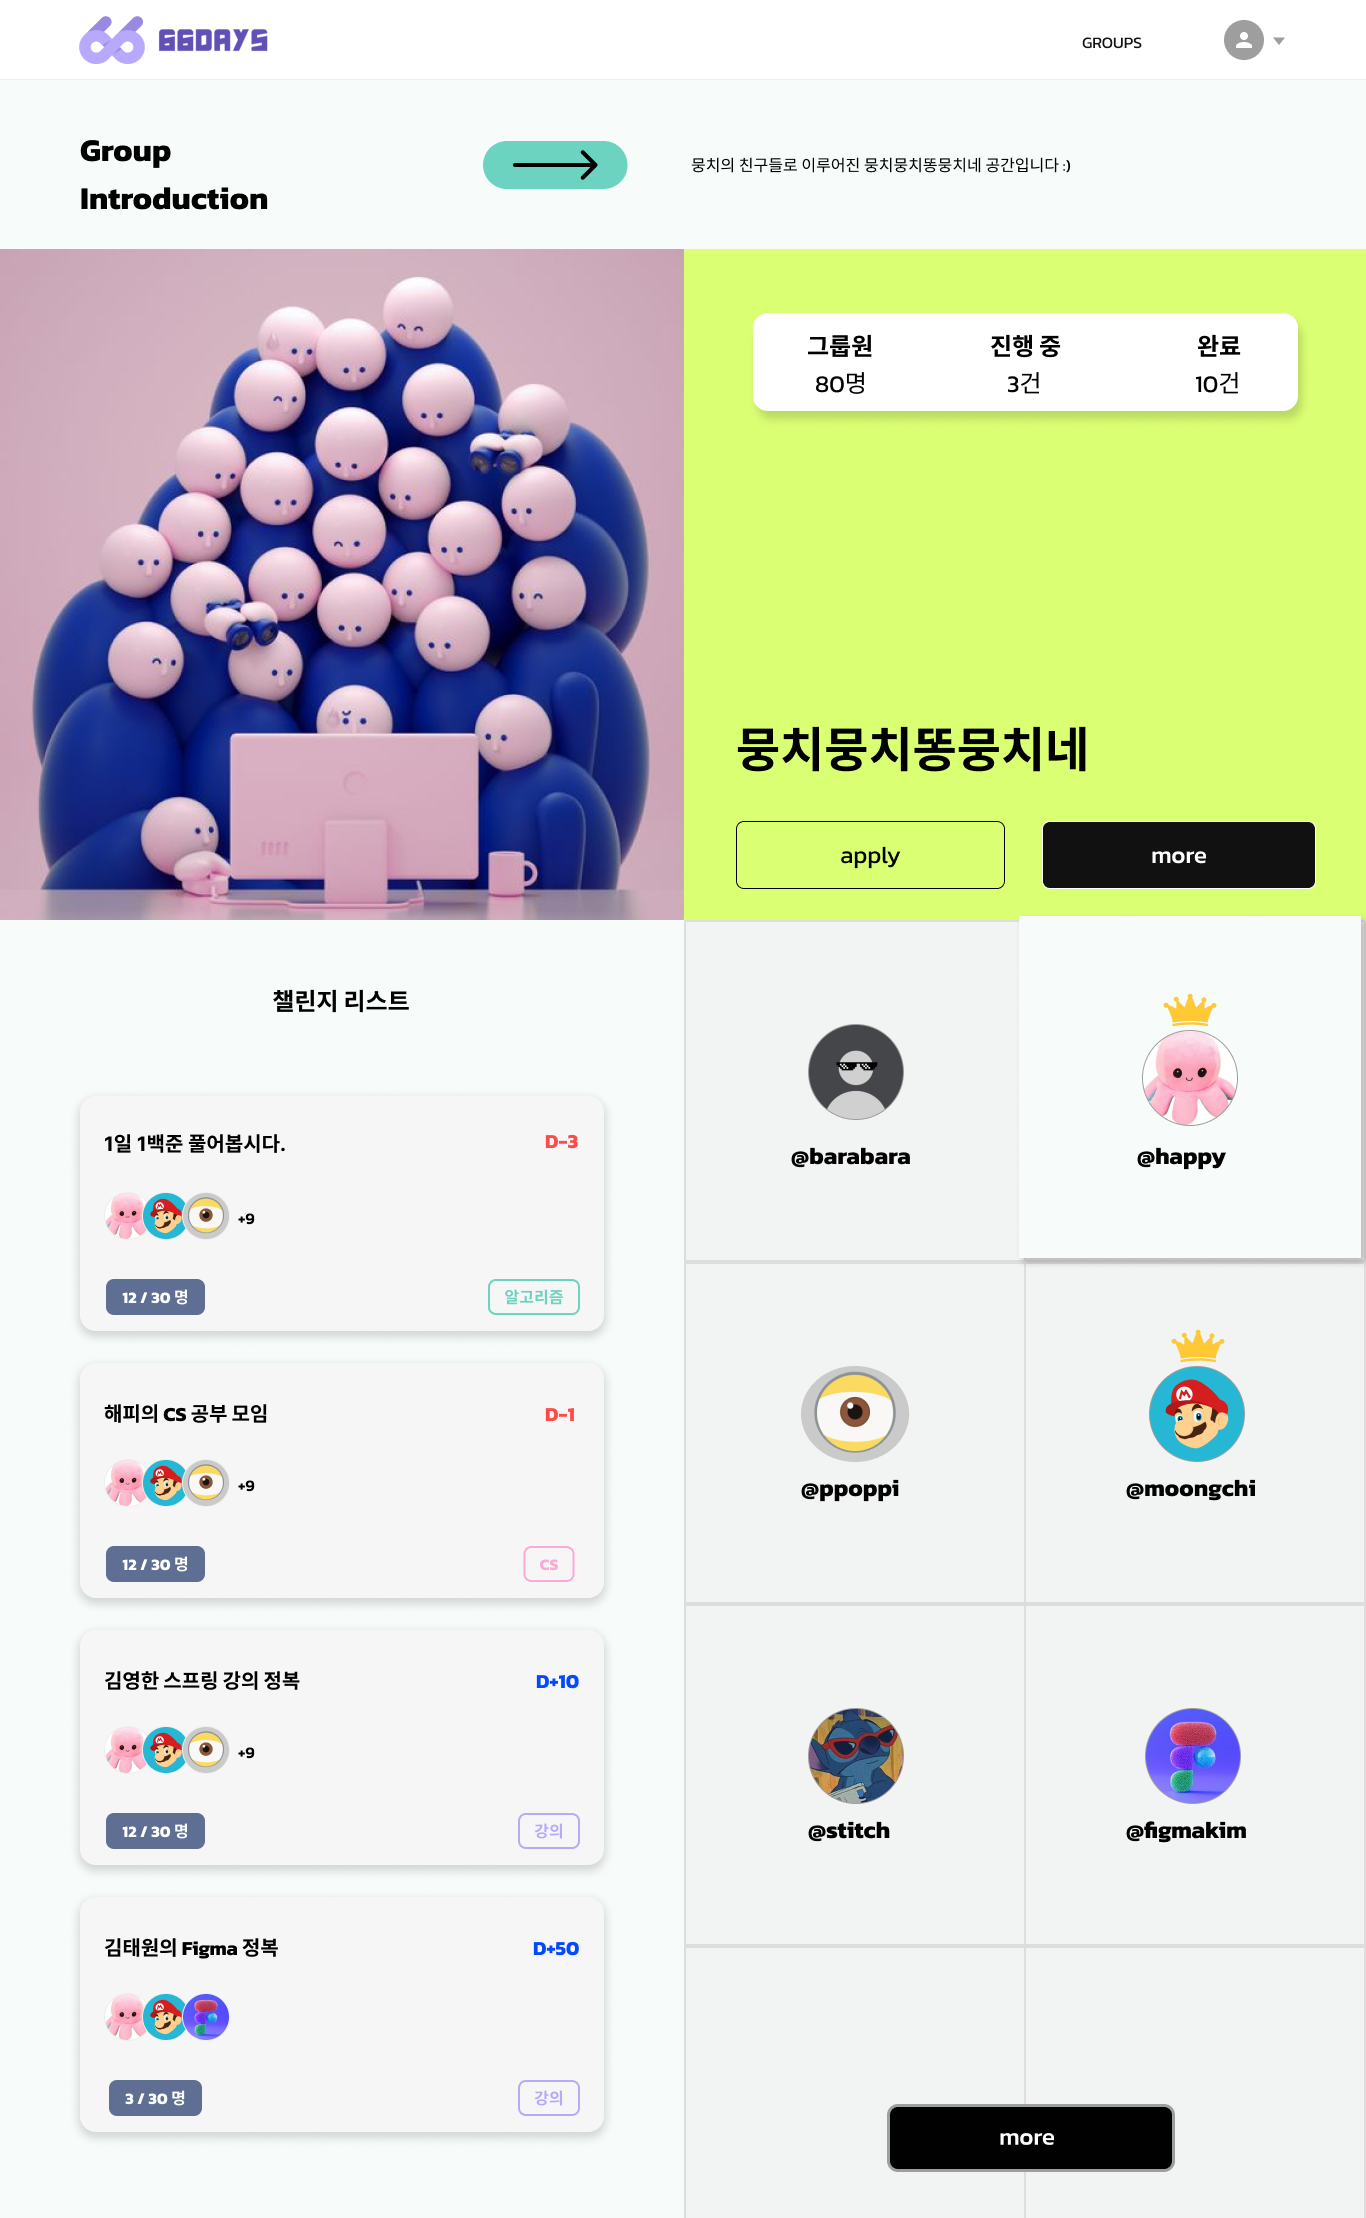 66DAYS
GROUPS
Group
Introduction
뭉치의 친구들로 이루어진 뭉치뭉치똥뭉치네 공간입니다 :)
그룹원 진행 중 완료
80명 3건 10건
뭉치뭉치똥뭉치네
apply more
챌린지 리스트
1일 1백준 풀어봅시다. D-3
+9
12 / 30 명 알고리즘
해피의 CS 공부 모임 D-1
+9
12 / 30 명 CS
김영한 스프링 강의 정복 D+10
+9
12 / 30 명 강의
김태원의 Figma 정복 D+50
3 / 30 명 강의
@barabara @happy
M
@ppoppi @moongchi
@stitch @figmakim
more